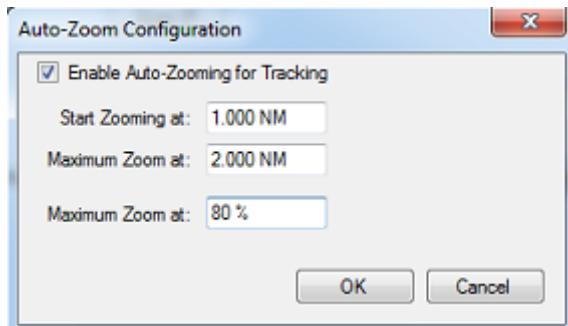 Auto-Zoom Configuration
Enable Auto-Zooming for Tracking
Start Zooming at: 1.000 NM
Maximum Zoom at: 2.000 NM
Maximum Zoom at: 80 %
OK Cancel